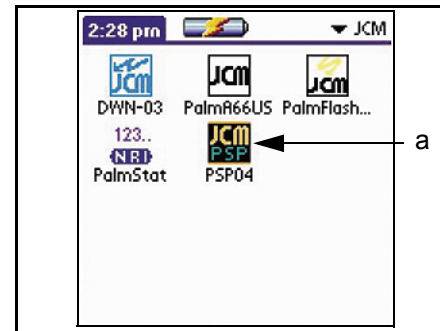 2:28 pm JCM
JCM JCM JCM
DWN-03 PalmA66US PalmFlash...
123.. JCM
NRI PSP
PalmStat PSP04
a